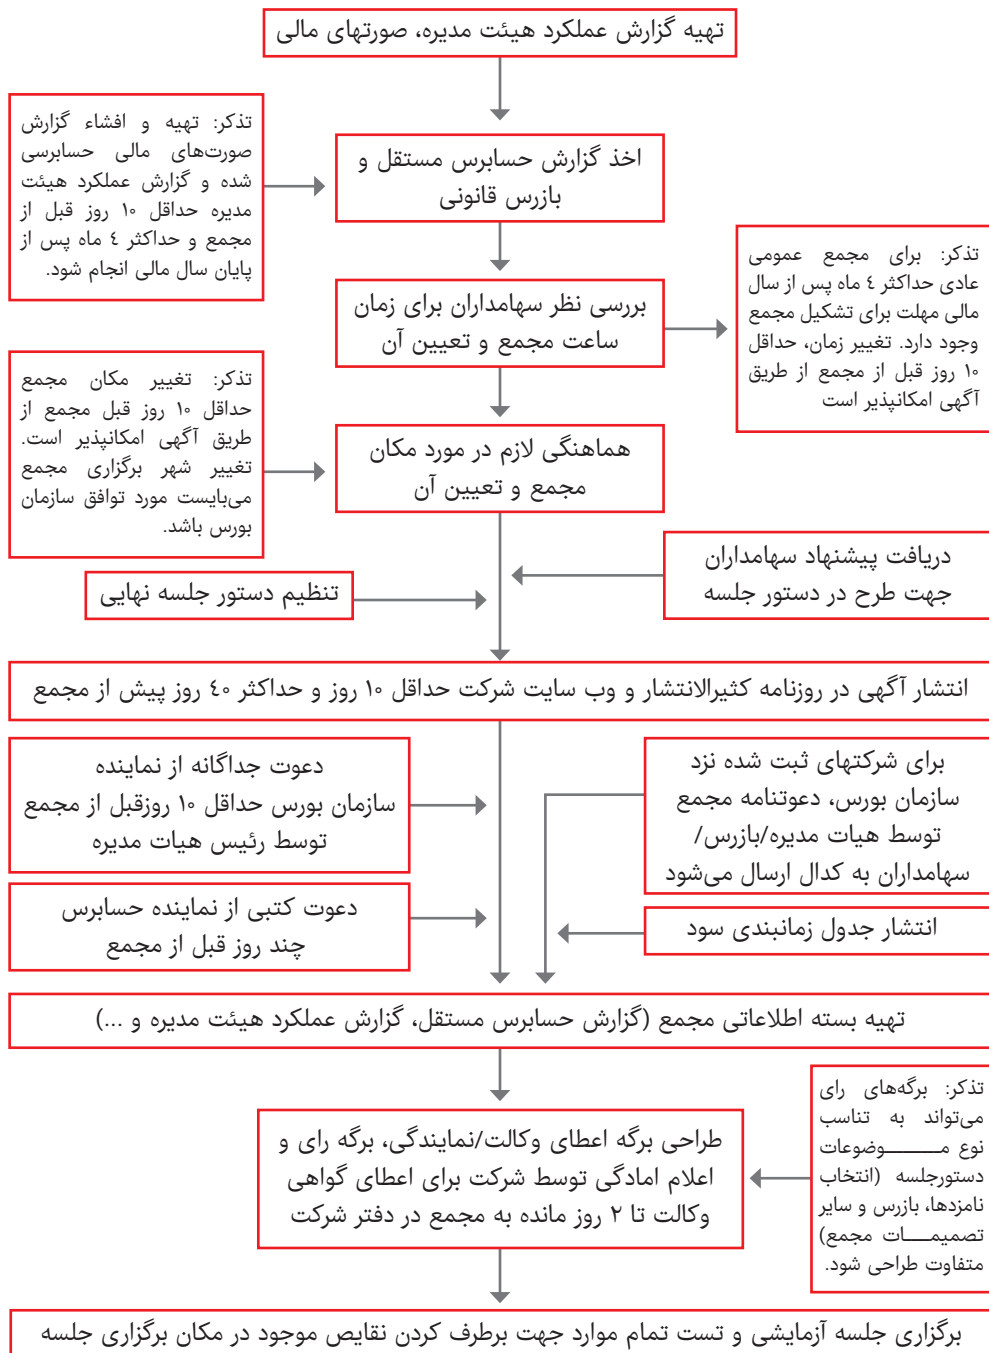 تهیه گزارش عملکرد هیئت مدیره، صورتهای مالی
تذکر: تهیه و افشاء گزارش
صورت‌های مالی حسابرسی
شده و گزارش عملکرد هیئت
مدیره حداقل ۱۰ روز قبل از
مجمع و حداکثر ٤ ماه پس از
پایان سال مالی انجام شود.
اخذ گزارش حسابرس مستقل و
بازرس قانونی
تذکر: برای مجمع عمومی
عادی حداکثر ٤ ماه پس از سال
مالی مهلت برای تشکیل مجمع
وجود دارد. تغییر زمان، حداقل
۱۰ روز قبل از مجمع از طریق
آگهی امکانپذیر است
بررسی نظر سهامداران برای زمان
ساعت مجمع و تعیین آن
تذکر: تغییر مکان مجمع
حداقل ۱۰ روز قبل مجمع از
طریق آگهی امکانپذیر است.
تغییر شهر برگزاری مجمع
می‌بایست مورد توافق سازمان
بورس باشد.
هماهنگی لازم در مورد مکان
مجمع و تعیین آن
دریافت پیشنهاد سهامداران
جهت طرح در دستور جلسه
تنظیم دستور جلسه نهایی
انتشار آگهی در روزنامه کثیرالانتشار و وب سایت شرکت حداقل ۱۰ روز و حداکثر ٤۰ روز پیش از مجمع
برای شرکتهای ثبت شده نزد
سازمان بورس، دعوتنامه مجمع
توسط هیات مدیره/بازرس/
سهامداران به کدال ارسال می‌شود
دعوت جداگانه از نماینده
سازمان بورس حداقل ۱۰ روزقبل از مجمع
توسط رئیس هیات مدیره
انتشار جدول زمانبندی سود
دعوت کتبی از نماینده حسابرس
چند روز قبل از مجمع
تهیه بسته اطلاعاتی مجمع (گزارش حسابرس مستقل، گزارش عملکرد هیئت مدیره و ...)
تذکر: برگه‌های رای
می‌تواند به تناسب
نوع مـــــــوضوعات
دستورجلسه (انتخاب
نامزدها، بازرس و سایر
تصمیمـــات مجمع)
متفاوت طراحی شود.
طراحی برگه اعطای وکالت/نمایندگی، برگه رای و
اعلام امادگی توسط شرکت برای اعطای گواهی
وکالت تا ۲ روز مانده به مجمع در دفتر شرکت
برگزاری جلسه آزمایشی و تست تمام موارد جهت برطرف کردن نقایص موجود در مکان برگزاری جلسه